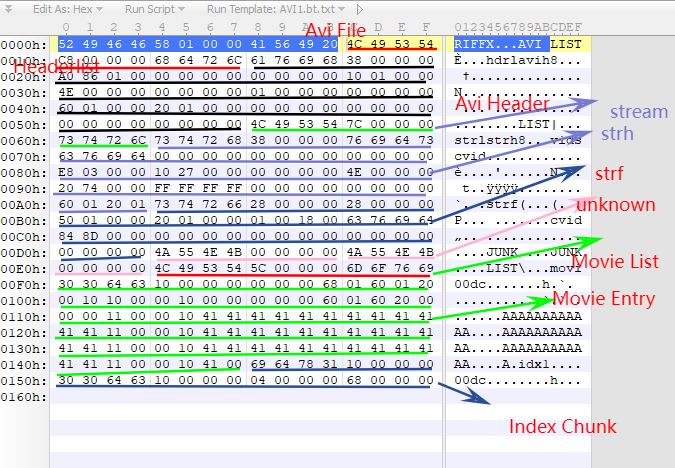 Edit As: Hex Run Script Run Template: AVI1.bt.txt
0 1 2 3 4 5 6 7 8 9 A B C D E F 0123456789ABCDEF
Avi File
0000h: 52 49 46 46 58 01 00 00 41 56 49 20 4C 49 53 54 RIFFX...AVI LIST
0010h: C8 00 00 00 68 64 72 6C 61 76 69 68 38 00 00 00 È...hdrlavih8...
Headerlist
0020h: A0 86 01 00 00 00 00 00 00 00 00 00 10 01 00 00
0030h: 4E 00 00 00 00 00 00 00 01 00 00 00 00 00 00 00 N...............
Avi Header
0040h: 60 01 00 00 20 01 00 00 00 00 00 00 00 00 00 00
0050h: 00 00 00 00 00 00 00 00 4C 49 53 54 7C 00 00 00 ........LIST|...
stream
0060h: 73 74 72 6C 73 74 72 68 38 00 00 00 76 69 64 73 strlstrh8...vids
strh
0070h: 63 76 69 64 00 00 00 00 00 00 00 00 00 00 00 00 cvid............
0080h: E8 03 00 00 10 27 00 00 00 00 00 00 4E 00 00 00 è....'......N...
strf
0090h: 20 74 00 00 FF FF FF FF 00 00 00 00 00 00 00 00 t..ÿÿÿÿ........
00A0h: 60 01 20 01 73 74 72 66 28 00 00 00 28 00 00 00 `. .strf(...(...
unknown
00B0h: 50 01 00 00 01 00 00 00 01 00 18 00 63 76 69 64 P...........cvid
00C0h: 84 8D 00 00 00 00 00 00 00 00 00 00 00 00 00 00
00D0h: 00 00 00 00 4A 55 4E 4B 00 00 00 00 4A 55 4E 4B ....JUNK....JUNK
00E0h: 00 00 00 00 4C 49 53 54 5C 00 00 00 6D 6F 76 69 ....LIST\...movi
Movie List
00F0h: 30 30 64 63 10 00 00 00 00 00 00 68 01 60 01 20 00dc.......h.`.
0100h: 00 10 10 00 00 10 00 00 00 00 00 60 01 60 20 00
Movie Entry
0110h: 00 00 11 00 00 10 41 41 41 41 41 41 41 41 41 41 ......AAAAAAAAAA
0120h: 41 41 11 00 00 10 41 41 41 41 41 41 41 41 41 41 AA....AAAAAAAAAA
0130h: 41 41 11 00 00 10 41 41 41 41 41 41 41 41 41 41 AA....AAAAAAAAAA
0140h: 41 41 11 00 00 10 41 00 69 64 78 31 10 00 00 00 AA....A.idx1....
0150h: 30 30 64 63 10 00 00 00 04 00 00 00 68 00 00 00 00dc........h...
0160h:
Index Chunk